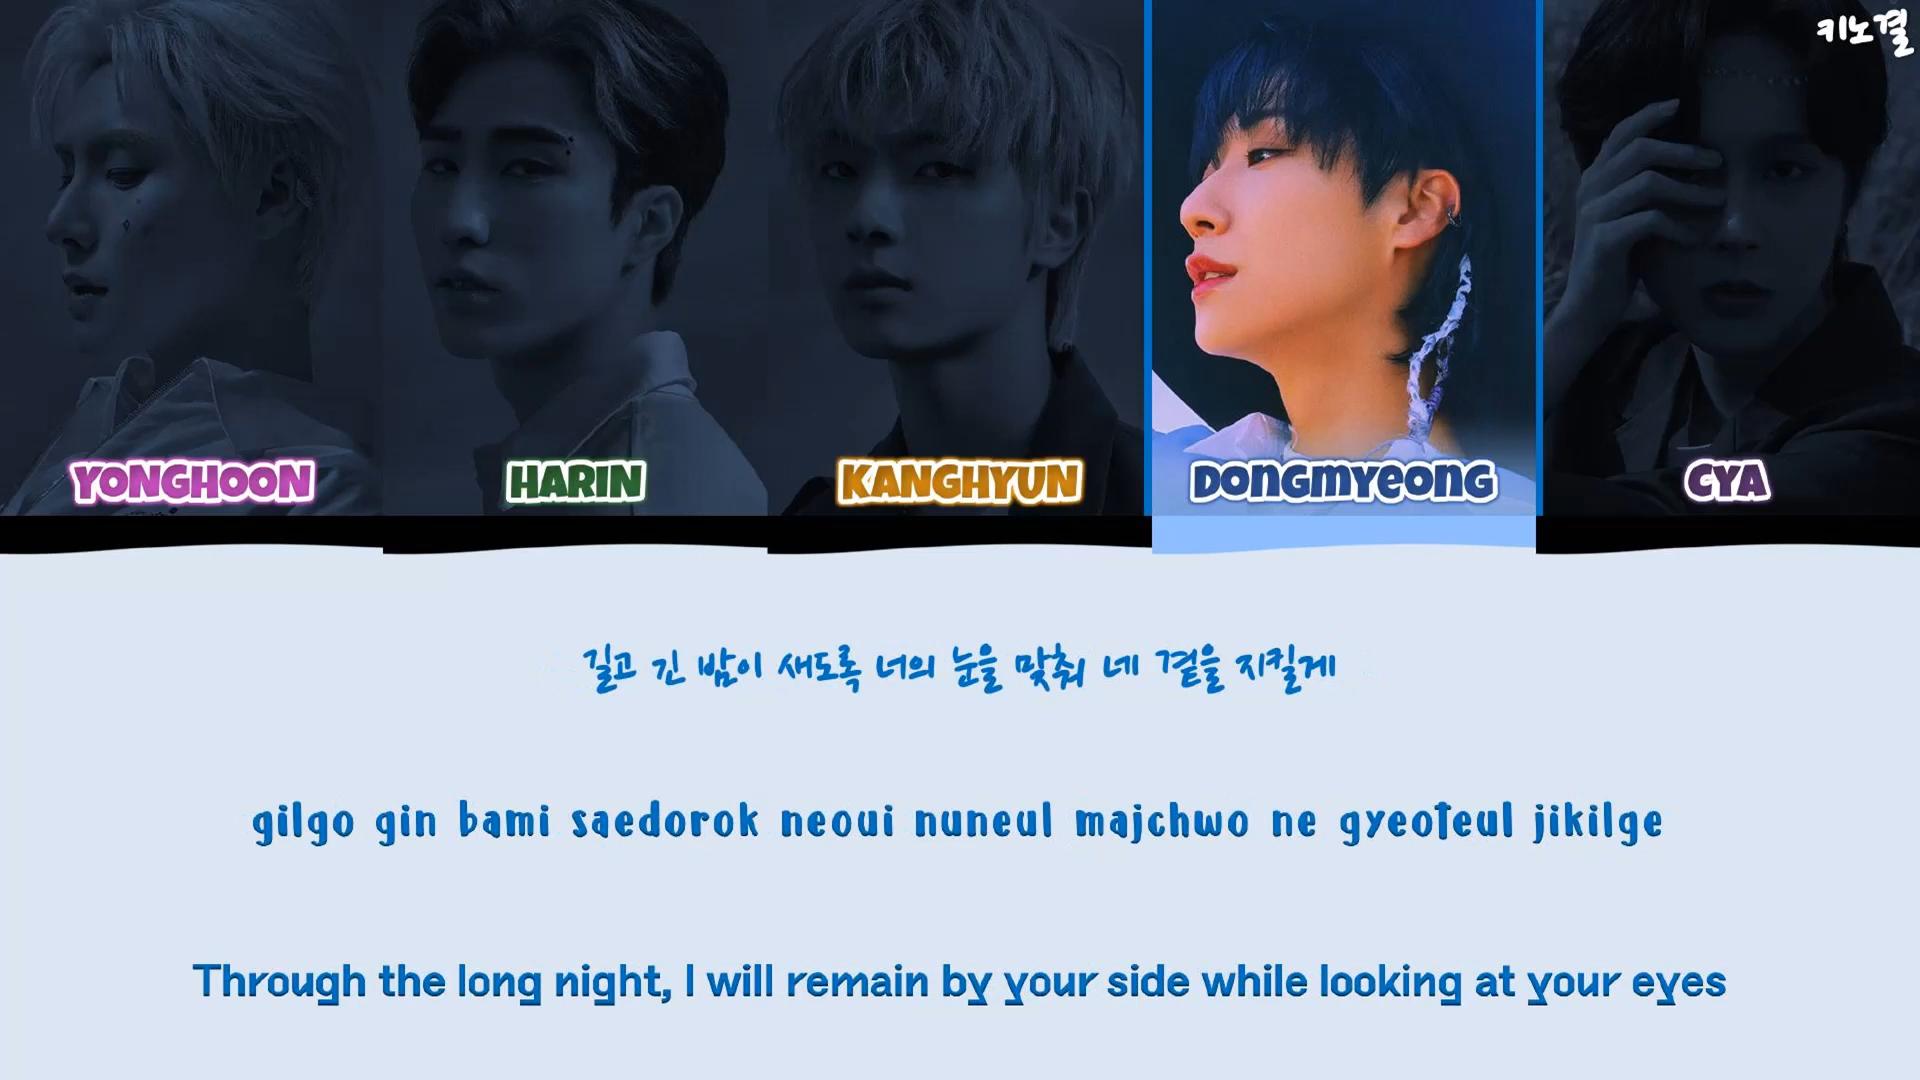 키노결
YONGHOON HARIN KANGHYUN DONGMYEONG CYA
길고 긴 밤이 새도록 너의 눈을 맞춰 네 곁을 지킬게
gilgo gin bami saedorok neoui nuneul majchwo ne gyeoteul jikilge
Through the long night, I will remain by your side while looking at your eyes